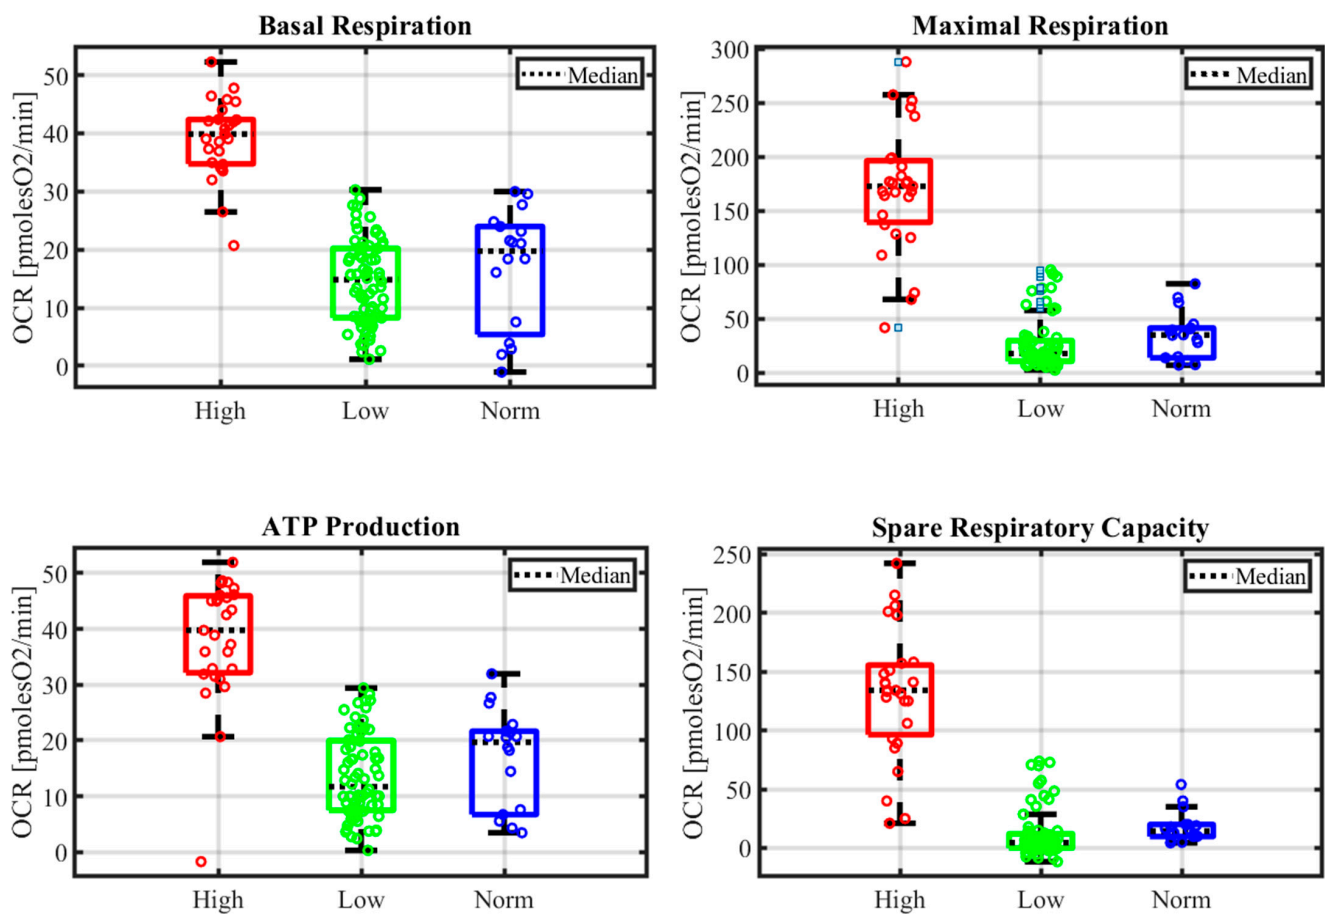 Basal Respiration
OCR [pmolesO2/min]
50
40
30
20
10
0
Median
High Low Norm
Maximal Respiration
OCR [pmolesO2/min]
300
250
200
150
100
50
0
Median
High Low Norm
ATP Production
OCR [pmolesO2/min]
50
40
30
20
10
0
Median
High Low Norm
Spare Respiratory Capacity
OCR [pmolesO2/min]
250
200
150
100
50
0
Median
High Low Norm